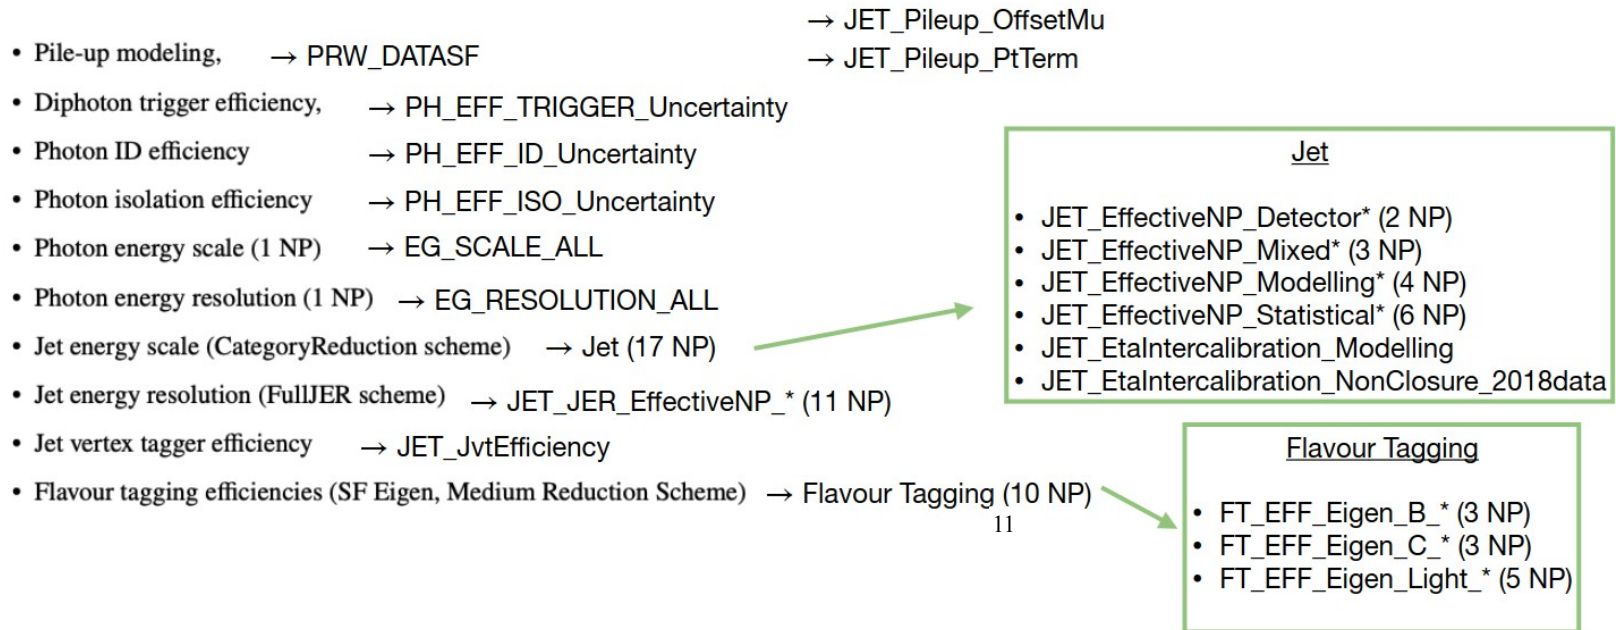 → JET_Pileup_OffsetMu
• Pile-up modeling, → PRW_DATASF → JET_Pileup_PtTerm
• Diphoton trigger efficiency, → PH_EFF_TRIGGER_Uncertainty
• Photon ID efficiency → PH_EFF_ID_Uncertainty
• Photon isolation efficiency → PH_EFF_ISO_Uncertainty
• Photon energy scale (1 NP) → EG_SCALE_ALL
• Photon energy resolution (1 NP) → EG_RESOLUTION_ALL
• Jet energy scale (CategoryReduction scheme) → Jet (17 NP)
• Jet energy resolution (FullJER scheme) → JET_JER_EffectiveNP_* (11 NP)
• Jet vertex tagger efficiency → JET_JvtEfficiency
• Flavour tagging efficiencies (SF Eigen, Medium Reduction Scheme) → Flavour Tagging (10 NP)
11
Jet
• JET_EffectiveNP_Detector* (2 NP)
• JET_EffectiveNP_Mixed* (3 NP)
• JET_EffectiveNP_Modelling* (4 NP)
• JET_EffectiveNP_Statistical* (6 NP)
• JET_EtaIntercalibration_Modelling
• JET_EtaIntercalibration_NonClosure_2018data
Flavour Tagging
• FT_EFF_Eigen_B_* (3 NP)
• FT_EFF_Eigen_C_* (3 NP)
• FT_EFF_Eigen_Light_* (5 NP)